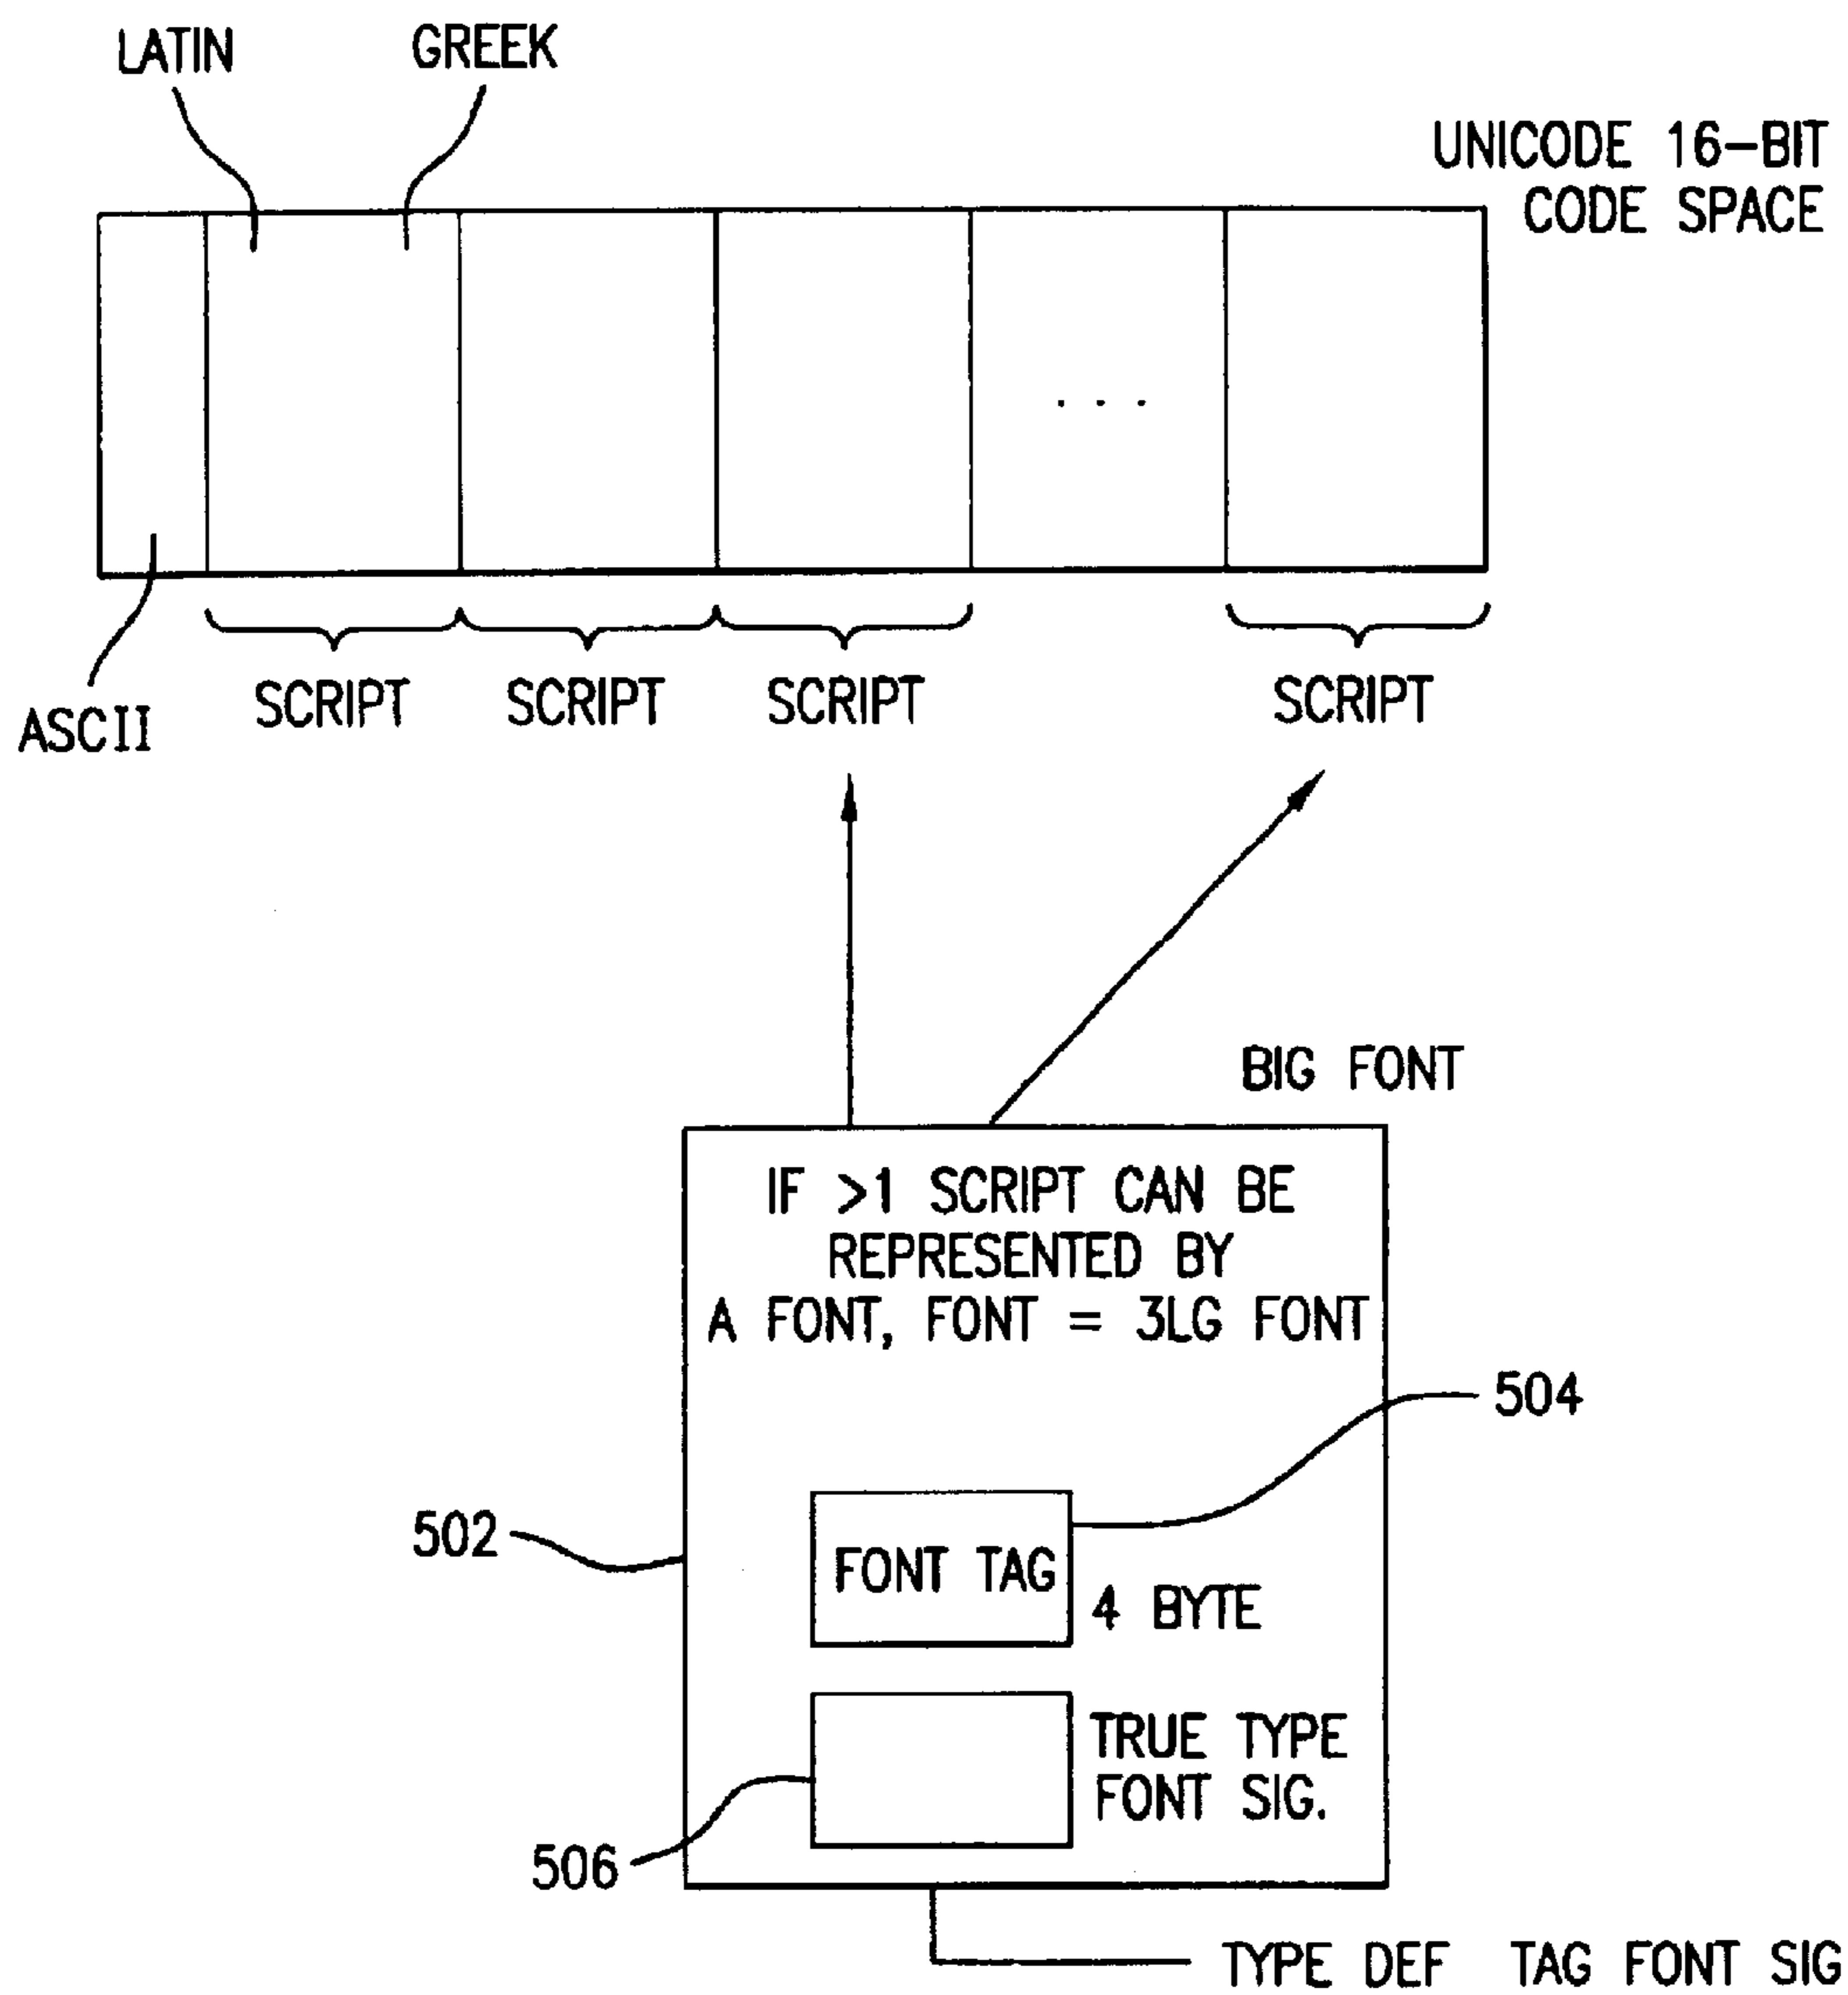 LATIN
GREEK
UNICODE 16-BIT
CODE SPACE
. . .
ASCII
SCRIPT
SCRIPT
SCRIPT
SCRIPT
BIG FONT
IF >1 SCRIPT CAN BE
REPRESENTED BY
A FONT, FONT = 3LG FONT
504
502
FONT TAG
4 BYTE
TRUE TYPE
FONT SIG.
506
TYPE DEF TAG FONT SIG